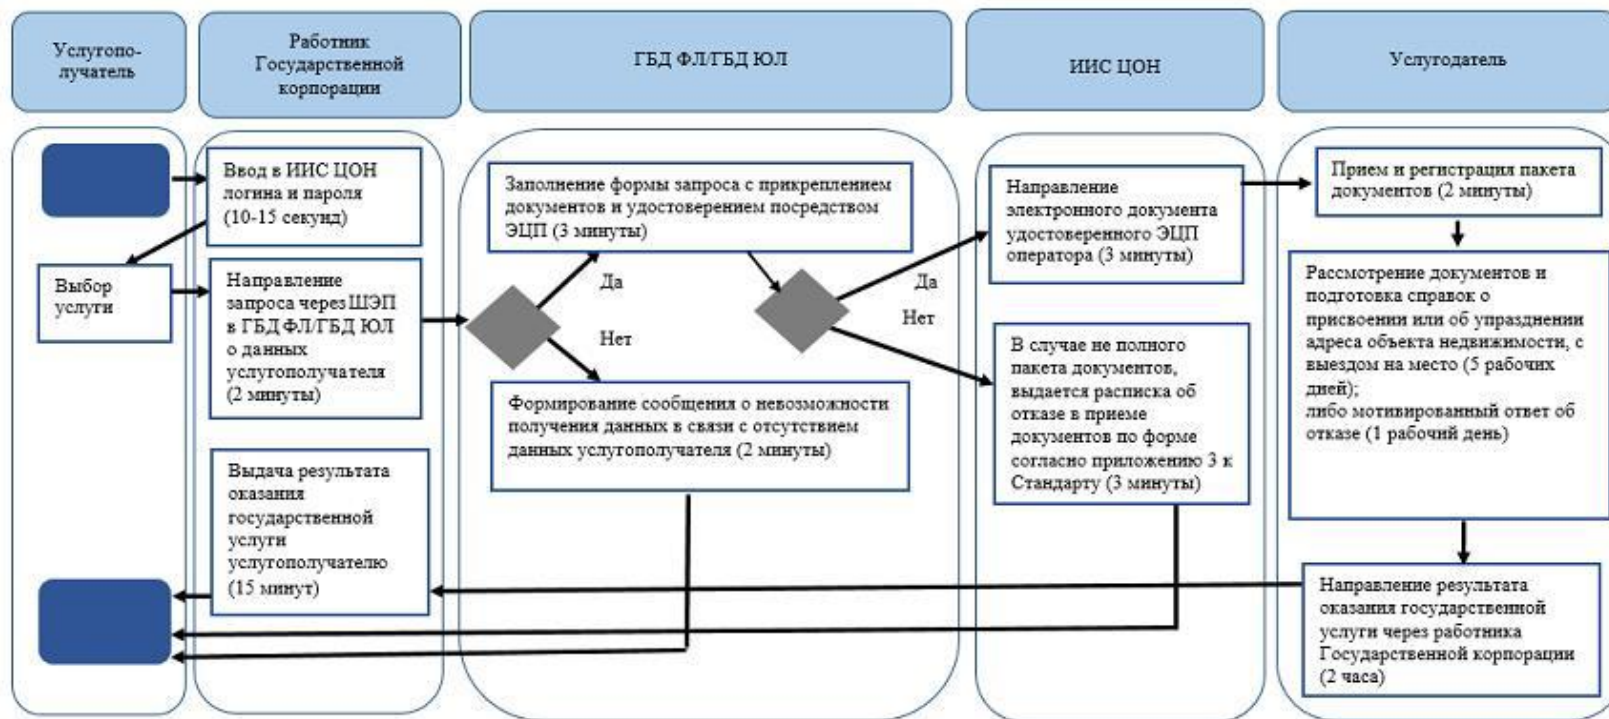 Услугопо-
лучатель
Работник
Государственной
корпорации
ГБД ФЛ/ГБД ЮЛ
ИИС ЦОН
Услугодатель
Ввод в ИИС ЦОН
логина и пароля
(10-15 секунд)
Выбор
услуги
Направление
запроса через ШЭП
в ГБД ФЛ/ГБД ЮЛ
о данных
услугополучателя
(2 минуты)
Выдача результата
оказания
государственной
услуги
услугополучателю
(15 минут)
Заполнение формы запроса с прикреплением
документов и удостоверением посредством
ЭЦП (3 минуты)
Да
Нет
Формирование сообщения о невозможности
получения данных в связи с отсутствием
данных услугополучателя (2 минуты)
Да
Нет
Направление
электронного документа
удостоверенного ЭЦП
оператора (3 минуты)
В случае не полного
пакета документов,
выдается расписка об
отказе в приеме
документов по форме
согласно приложению 3 к
Стандарту (3 минуты)
Прием и регистрация пакета
документов (2 минуты)
Рассмотрение документов и
подготовка справок о
присвоении или об упразднении
адреса объекта недвижимости, с
выездом на место (5 рабочих
дней);
либо мотивированный ответ об
отказе (1 рабочий день)
Направление результата
оказания государственной
услуги через работника
Государственной корпорации
(2 часа)